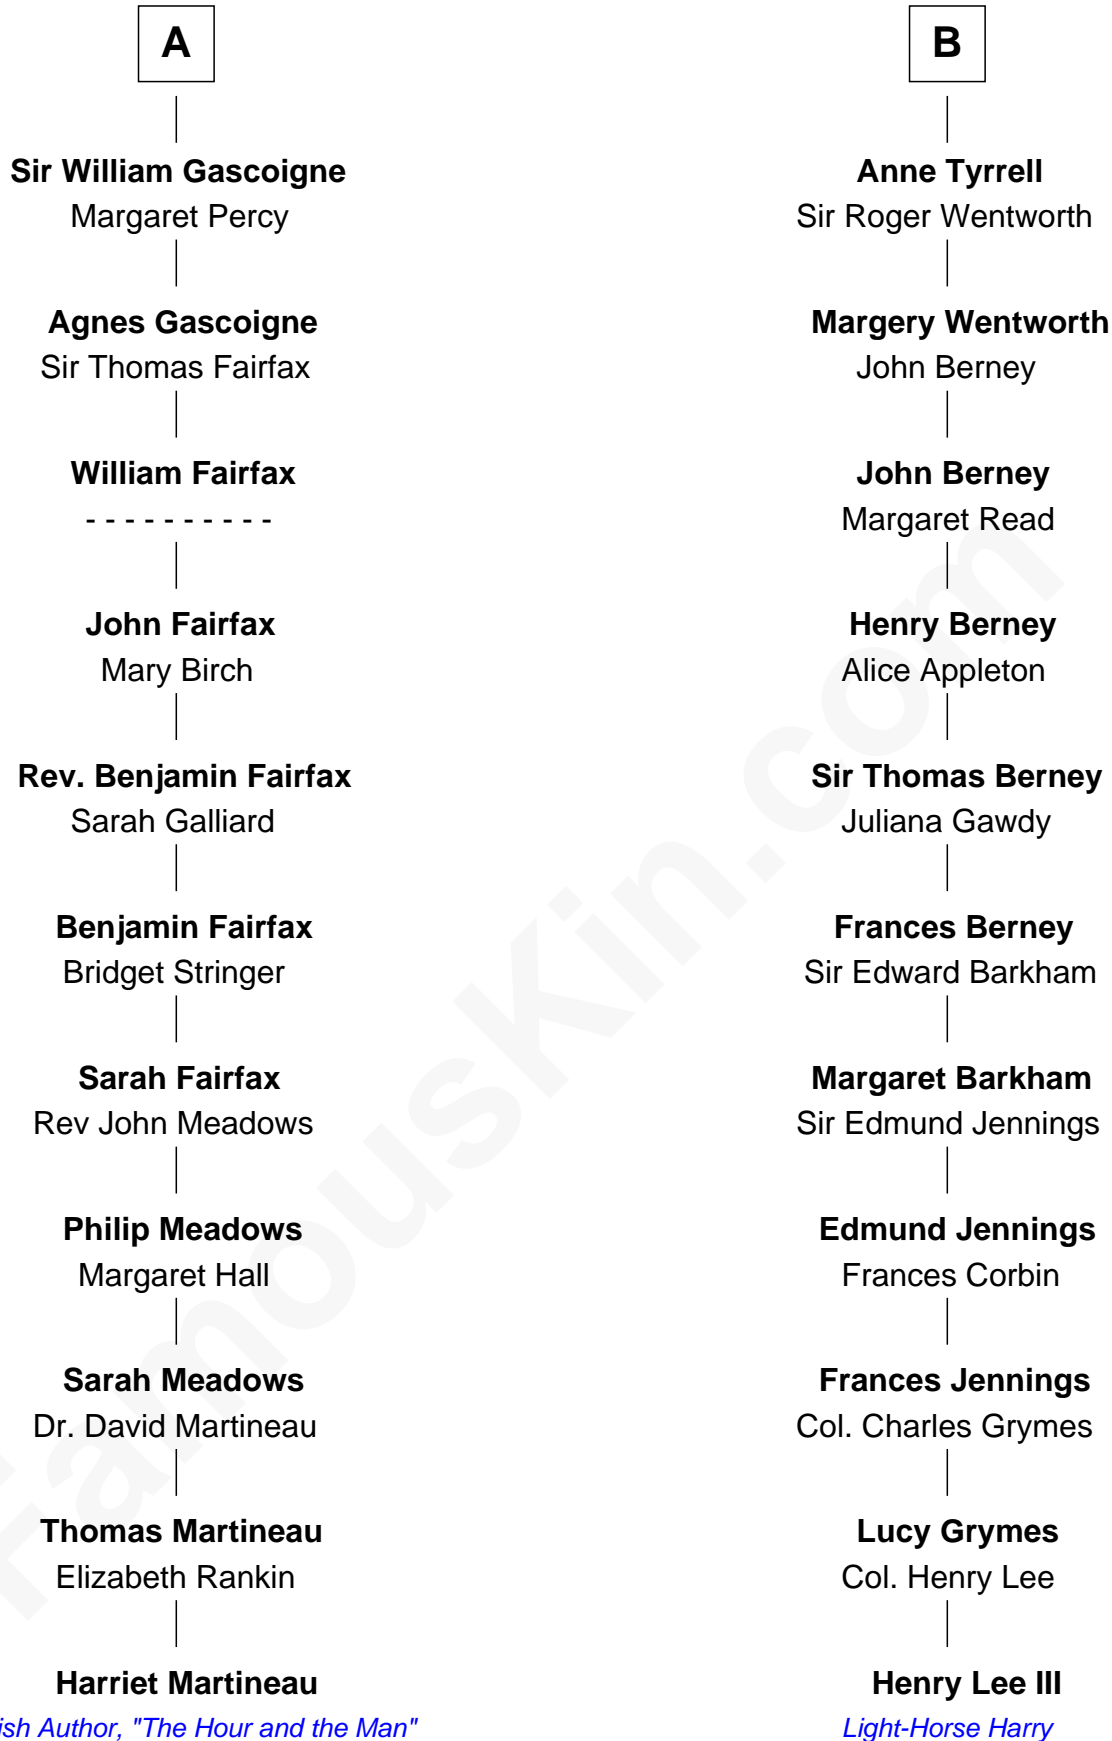 A
Sir William Gascoigne
Margaret Percy
Agnes Gascoigne
Sir Thomas Fairfax
William Fairfax
- - - - - - - - - -
John Fairfax
Mary Birch
Rev. Benjamin Fairfax
Sarah Galliard
Benjamin Fairfax
Bridget Stringer
Sarah Fairfax
Rev John Meadows
Philip Meadows
Margaret Hall
Sarah Meadows
Dr. David Martineau
Thomas Martineau
Elizabeth Rankin
Harriet Martineau
ish Author, "The Hour and the Man"
B
Anne Tyrrell
Sir Roger Wentworth
Margery Wentworth
John Berney
John Berney
Margaret Read
Henry Berney
Alice Appleton
Sir Thomas Berney
Juliana Gawdy
Frances Berney
Sir Edward Barkham
Margaret Barkham
Sir Edmund Jennings
Edmund Jennings
Frances Corbin
Frances Jennings
Col. Charles Grymes
Lucy Grymes
Col. Henry Lee
Henry Lee III
Light-Horse Harry
FamousKin.com